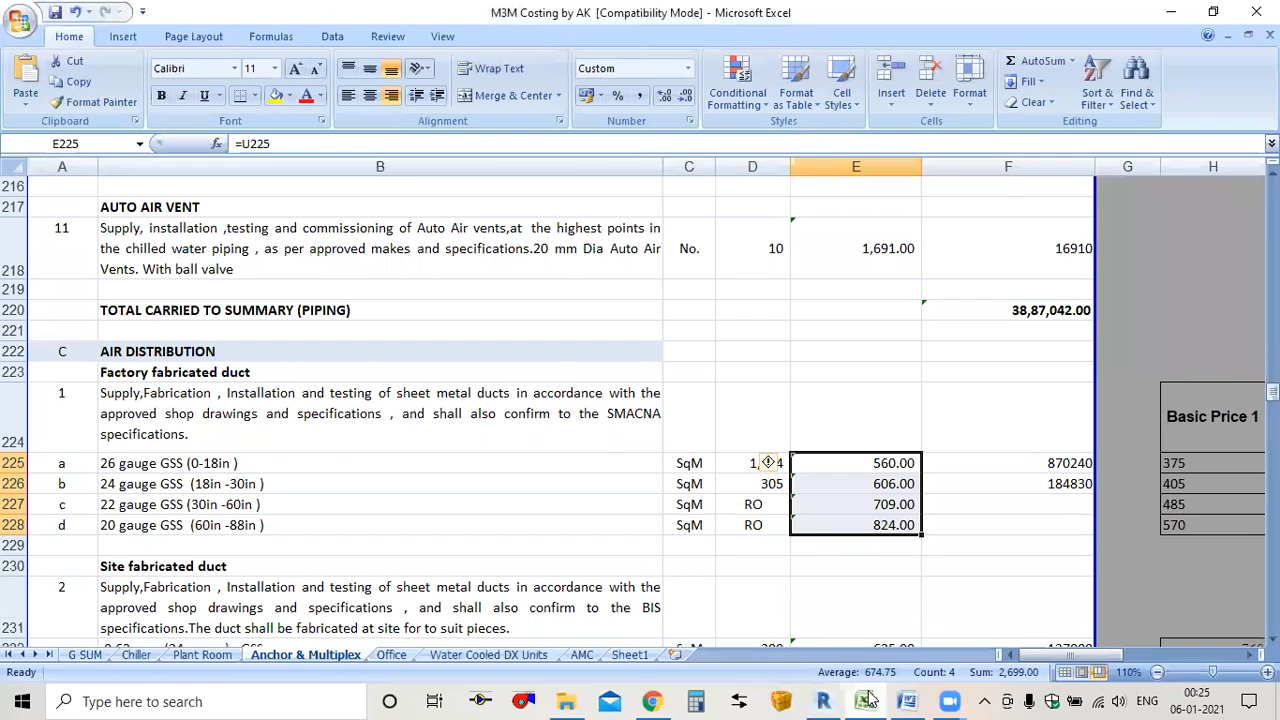 M3M Costing by AK [Compatibility Mode] - Microsoft Excel
Home Insert Page Layout Formulas Data Review View
Paste Cut Copy Format Painter Clipboard
Calibri 11 A A B I U A Font
Wrap Text Merge & Center Alignment
Custom % , .0 .00 .00 .0 Number
Conditional Formatting Format as Table Cell Styles Styles
Insert Delete Format Cells
Σ AutoSum Fill Clear Sort & Filter Find & Select Editing
E225 fx =U225
A B C D E F G H
216
217 AUTO AIR VENT
11 Supply, installation ,testing and commissioning of Auto Air vents,at the highest points in
the chilled water piping , as per approved makes and specifications.20 mm Dia Auto Air No. 10 1,691.00 16910
218 Vents. With ball valve
219
220 TOTAL CARRIED TO SUMMARY (PIPING) 38,87,042.00
221
222 C AIR DISTRIBUTION
223 Factory fabricated duct
1 Supply,Fabrication , Installation and testing of sheet metal ducts in accordance with the
approved shop drawings and specifications , and shall also confirm to the SMACNA Basic Price 1
224 specifications.
225 a 26 gauge GSS (0-18in ) SqM 560.00 870240 375
226 b 24 gauge GSS (18in -30in ) SqM 305 606.00 184830 405
227 c 22 gauge GSS (30in -60in ) SqM RO 709.00 485
228 d 20 gauge GSS (60in -88in ) SqM RO 824.00 570
229
230 Site fabricated duct
2 Supply,Fabrication , Installation and testing of sheet metal ducts in accordance with the
approved shop drawings and specifications , and shall also confirm to the BIS
231 specifications.The duct shall be fabricated at site for to suit pieces.
G SUM Chiller Plant Room Anchor & Multiplex Office Water Cooled DX Units AMC Sheet1
Ready Average: 674.75 Count: 4 Sum: 2,699.00 110%
Type here to search ENG 00:25
06-01-2021